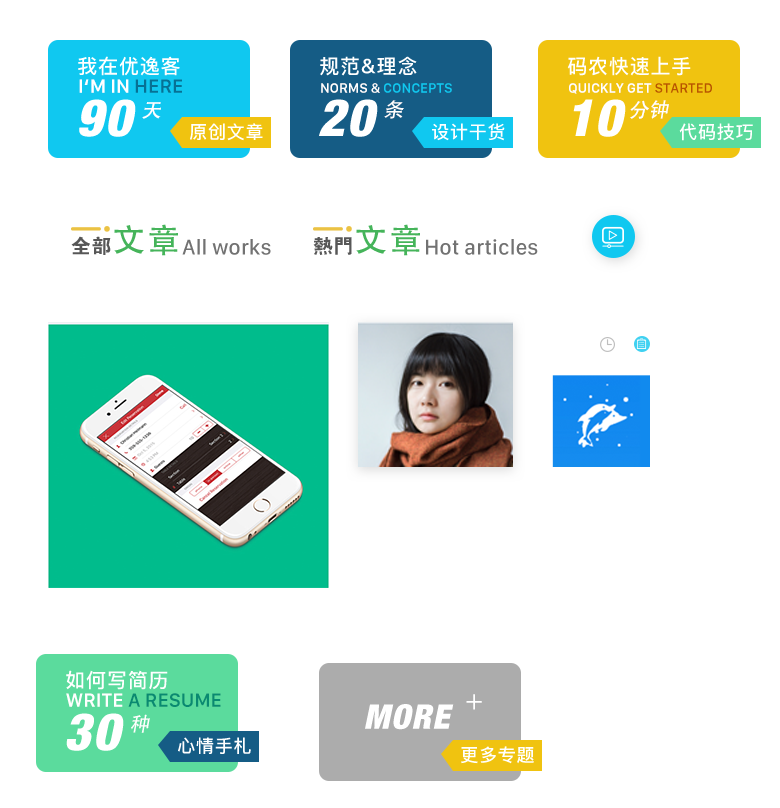 我在优逸客
I'M IN HERE
90 天
原创文章
规范&理念
NORMS & CONCEPTS
20 条
设计干货
码农快速上手
QUICKLY GET STARTED
10 分钟
代码技巧
全部文章 All works
熱門文章 Hot articles
Edit Reservation
如何写简历
WRITE A RESUME
30 种
心情手札
MORE +
更多专题